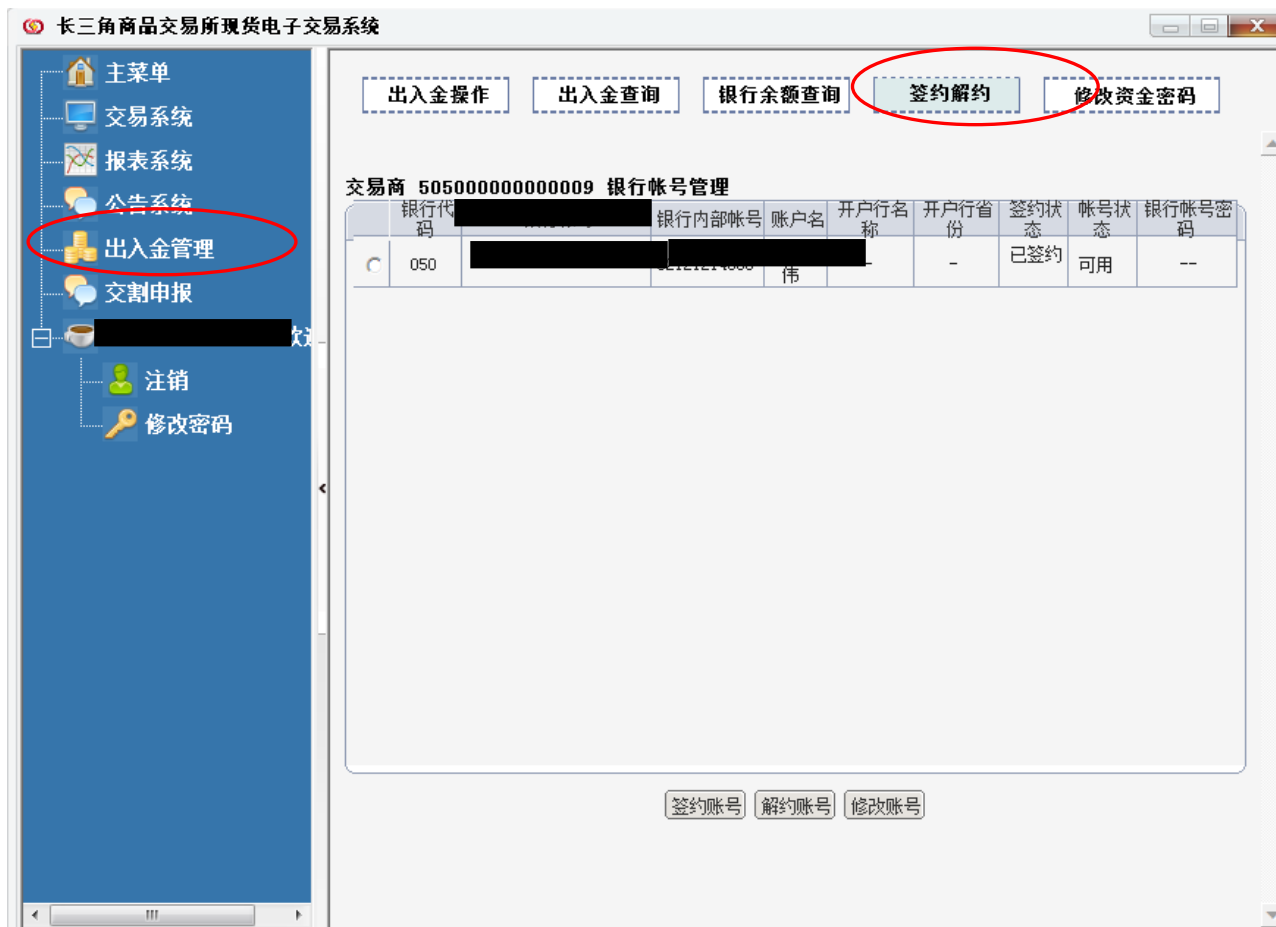 长三角商品交易所现货电子交易系统
主菜单
交易系统
报表系统
公告系统
出入金管理
交割申报
注销
修改密码
出入金操作 出入金查询 银行余额查询 签约解约 修改资金密码
交易商 505000000000009 银行帐号管理
银行代码 银行内部帐号 账户名 开户行名称 开户行省份 签约状态 帐号状态 银行帐号密码
050 伟 - - 已签约 可用 --
签约账号 解约账号 修改账号